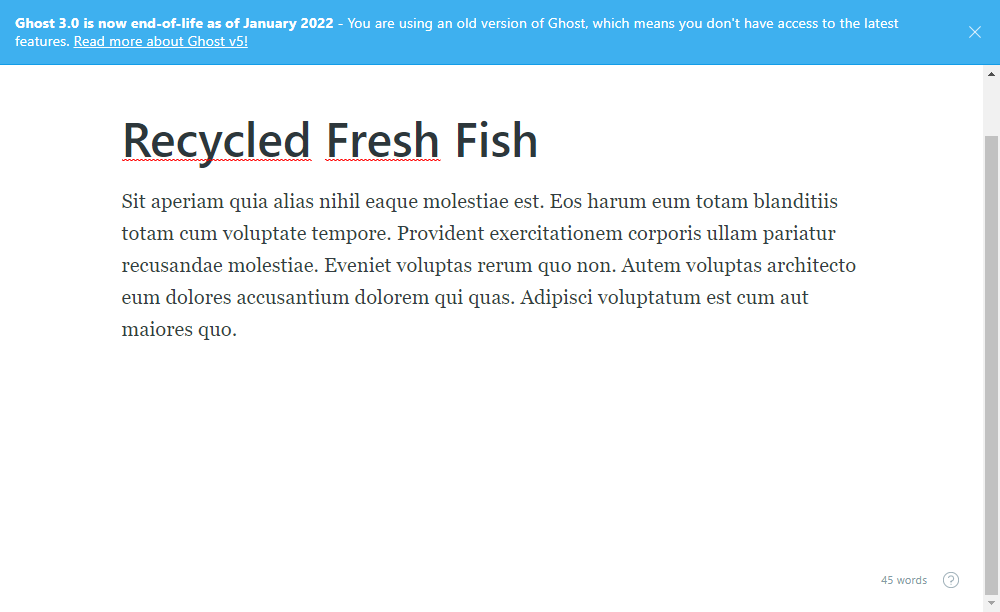 Ghost 3.0 is now end-of-life as of January 2022 - You are using an old version of Ghost, which means you don't have access to the latest
features. Read more about Ghost v5!
Recycled Fresh Fish
Sit aperiam quia alias nihil eaque molestiae est. Eos harum eum totam blanditiis
totam cum voluptate tempore. Provident exercitationem corporis ullam pariatur
recusandae molestiae. Eveniet voluptas rerum quo non. Autem voluptas architecto
eum dolores accusantium dolorem qui quas. Adipisci voluptatum est cum aut
maiores quo.
45 words